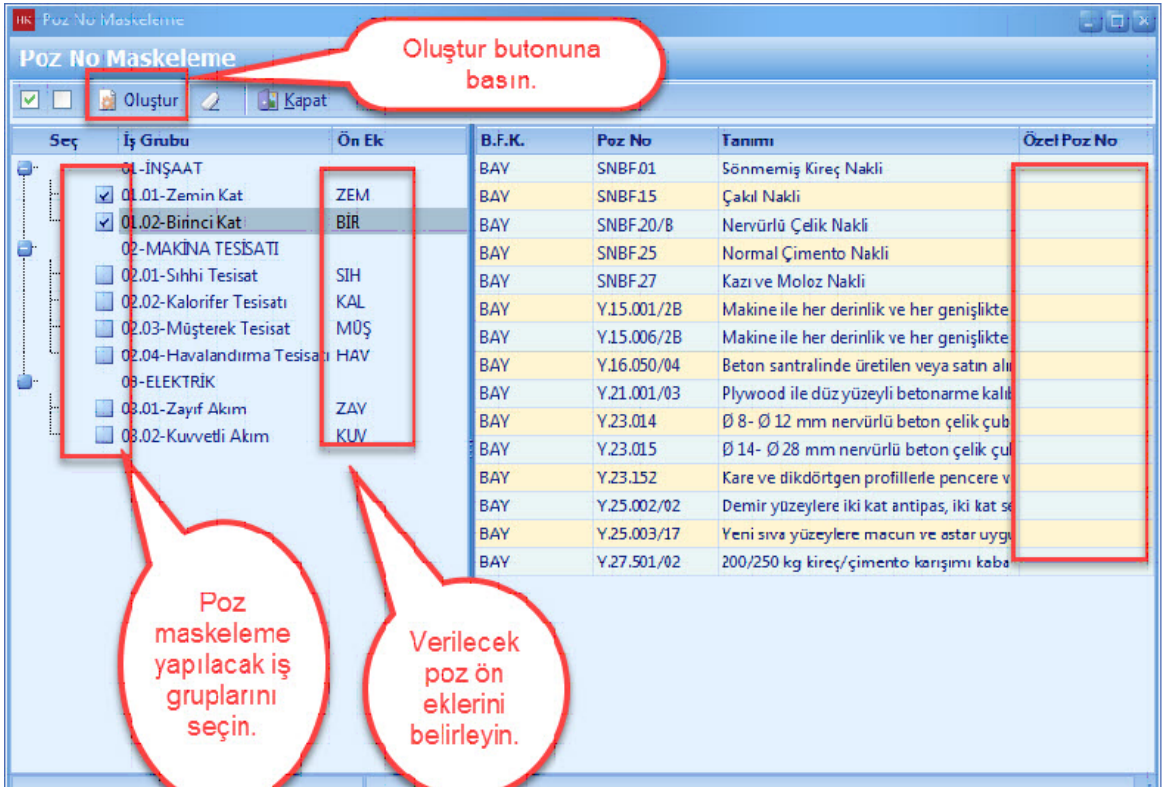 HK Poz No Maskeleme
Poz No Maskeleme
Oluştur butonuna
basın.
Oluştur Kapat
Seç İş Grubu Ön Ek
01-İNŞAAT
01.01-Zemin Kat ZEM
01.02-Birinci Kat BİR
02-MAKİNA TESİSATI
02.01-Sıhhi Tesisat SIH
02.02-Kalorifer Tesisatı KAL
02.03-Müşterek Tesisat MÜŞ
02.04-Havalandırma Tesisatı HAV
03-ELEKTRİK
03.01-Zayıf Akım ZAY
03.02-Kuvvetli Akım KUV
B.F.K. Poz No Tanımı Özel Poz No
BAY SNBF.01 Sönmemiş Kireç Nakli
BAY SNBF.15 Çakıl Nakli
BAY SNBF.20/B Nervürlü Çelik Nakli
BAY SNBF.25 Normal Çimento Nakli
BAY SNBF.27 Kazı ve Moloz Nakli
BAY Y.15.001/2B Makine ile her derinlik ve her genişlikte
BAY Y.15.006/2B Makine ile her derinlik ve her genişlikte
BAY Y.16.050/04 Beton santralinde üretilen veya satın alın
BAY Y.21.001/03 Plywood ile düz yüzeyli betonarme kalıb
BAY Y.23.014 Ø 8- Ø 12 mm nervürlü beton çelik çub
BAY Y.23.015 Ø 14- Ø 28 mm nervürlü beton çelik çul
BAY Y.23.152 Kare ve dikdörtgen profillerle pencere v
BAY Y.25.002/02 Demir yüzeylere iki kat antipas, iki kat se
BAY Y.25.003/17 Yeni sıva yüzeylere macun ve astar uygu
BAY Y.27.501/02 200/250 kg kireç/çimento karışımı kaba
Poz
maskeleme
yapılacak iş
gruplarını
seçin.
Verilecek
poz ön
eklerini
belirleyin.